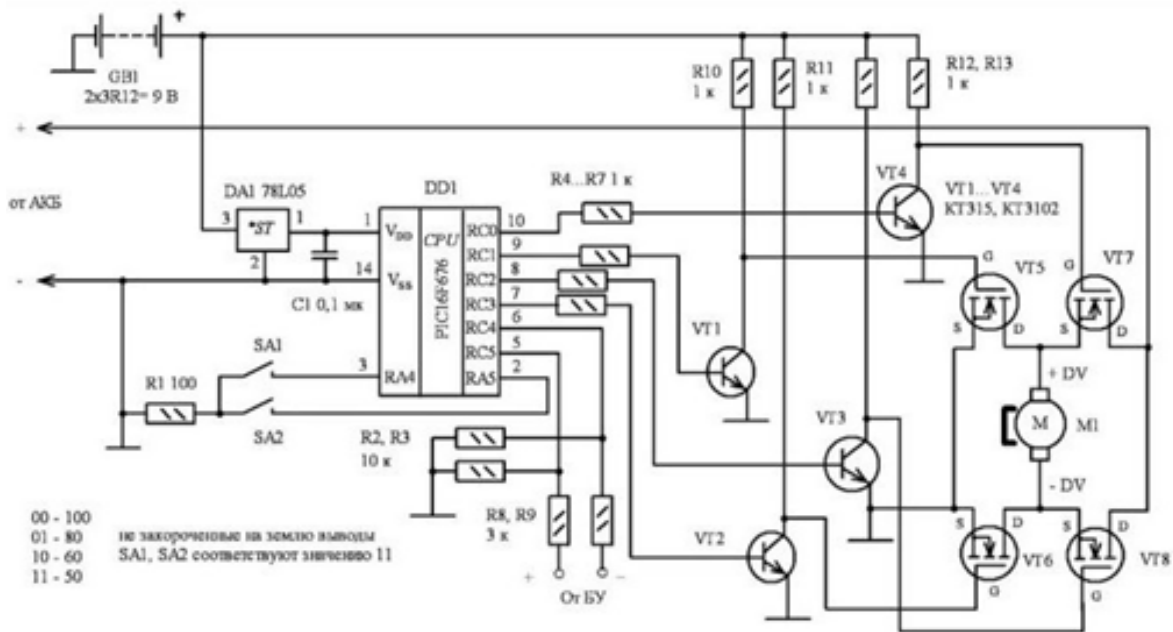 +
GB1
2x3R12= 9 В
R10
1 к
R11
1 к
R12, R13
1 к
+
от АКБ
-
DA1 78L05
3
*ST
1
2
C1 0,1 мк
DD1
1
V_DD
14
V_SS
CPU
PIC16F676
RC0
10
RC1
9
RC2
8
RC3
7
RC4
6
RC5
5
RA5
2
3
RA4
R4...R7 1 к
VT4
VT1...VT4
КТ315, КТ3102
VT1
VT3
VT2
G
VT5
S
D
G
VT7
S
D
+ DV
M
M1
- DV
S
D
VT6
G
S
D
VT8
G
R1 100
SA1
SA2
R2, R3
10 к
R8, R9
3 к
+
-
От БУ
00 - 100
01 - 80 не закороченные на землю выводы
10 - 60 SA1, SA2 соответствуют значению 11
11 - 50